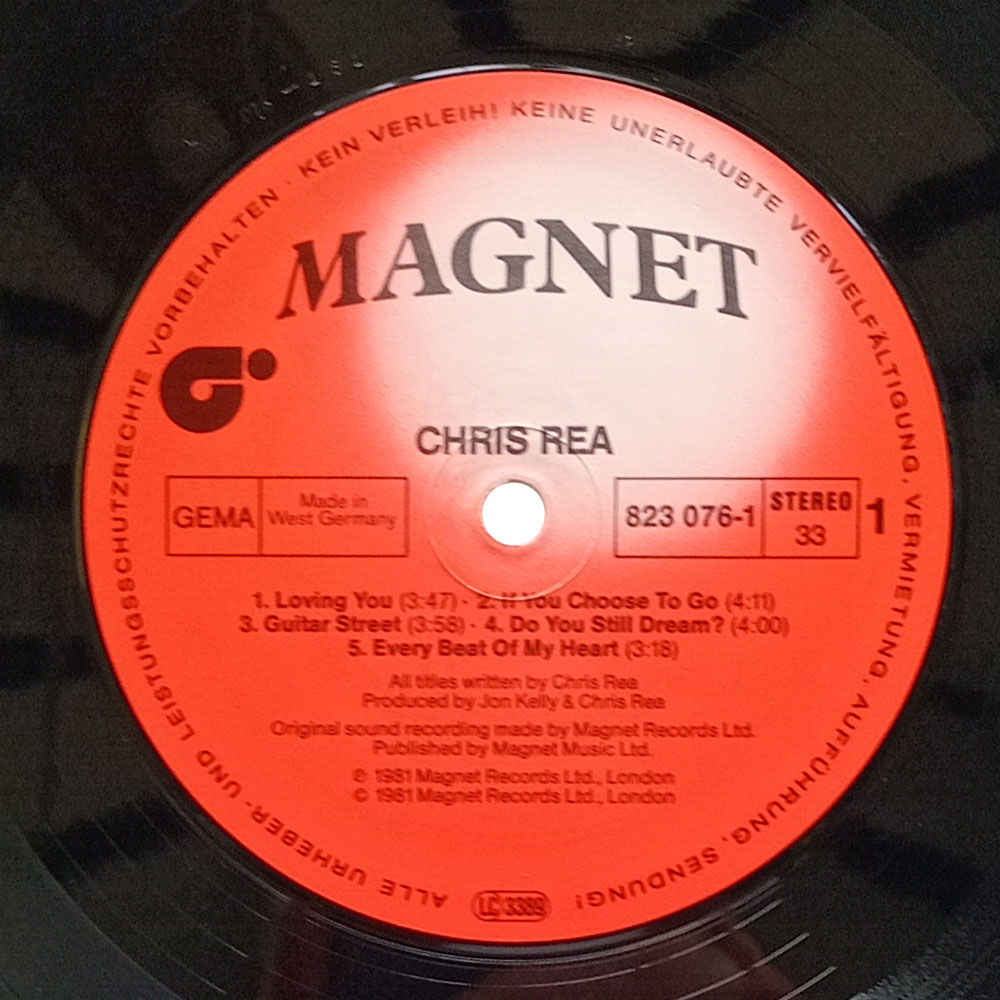 ALLE URHEBER- UND LEISTUNGSSCHUTZRECHTE VORBEHALTEN · KEIN VERLEIH! KEINE UNERLAUBTE VERVIELFÄLTIGUNG, VERMIETUNG, AUFFÜHRUNG, SENDUNG!
MAGNET
CHRIS REA
GEMA
Made in
West Germany
823 076-1
STEREO
33
1
1. Loving You (3:47) · 2. If You Choose To Go (4:11)
3. Guitar Street (3:58) · 4. Do You Still Dream? (4:00)
5. Every Beat Of My Heart (3:18)
All titles written by Chris Rea
Produced by Jon Kelly & Chris Rea
Original sound recording made by Magnet Records Ltd.
Published by Magnet Music Ltd.
℗ 1981 Magnet Records Ltd., London
© 1981 Magnet Records Ltd., London
LC 3389